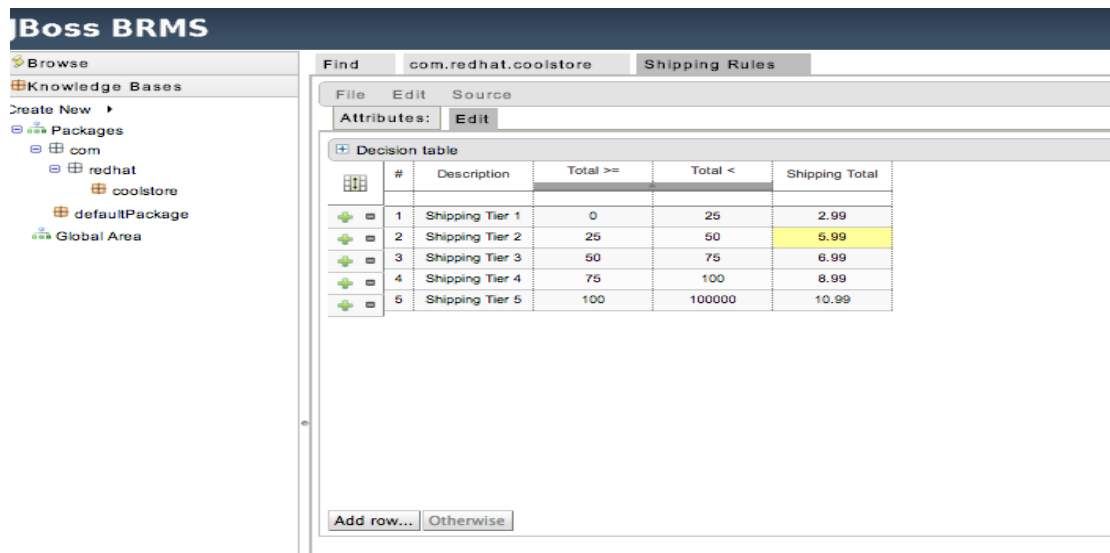 JBoss BRMS
Browse
Knowledge Bases
Create New
Packages
com
redhat
coolstore
defaultPackage
Global Area
Find com.redhat.coolstore Shipping Rules
File Edit Source
Attributes: Edit
Decision table
# Description Total >= Total < Shipping Total
1 Shipping Tier 1 0 25 2.99
2 Shipping Tier 2 25 50 5.99
3 Shipping Tier 3 50 75 6.99
4 Shipping Tier 4 75 100 8.99
5 Shipping Tier 5 100 100000 10.99
Add row... Otherwise